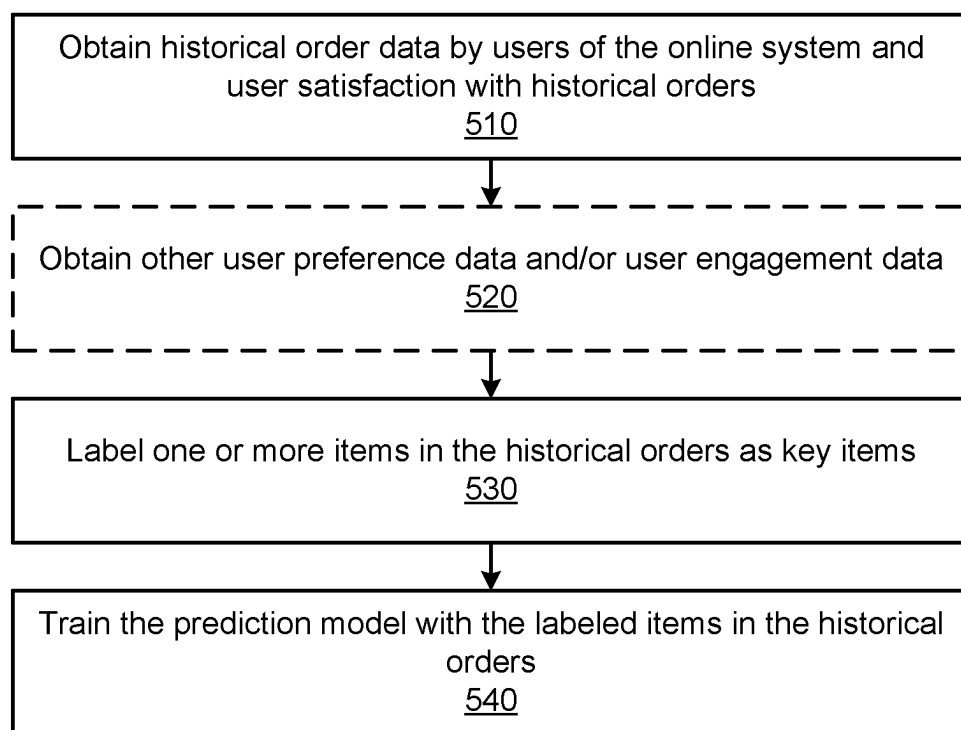 Obtain historical order data by users of the online system and
user satisfaction with historical orders
510
Obtain other user preference data and/or user engagement data
520
Label one or more items in the historical orders as key items
530
Train the prediction model with the labeled items in the historical
orders
540